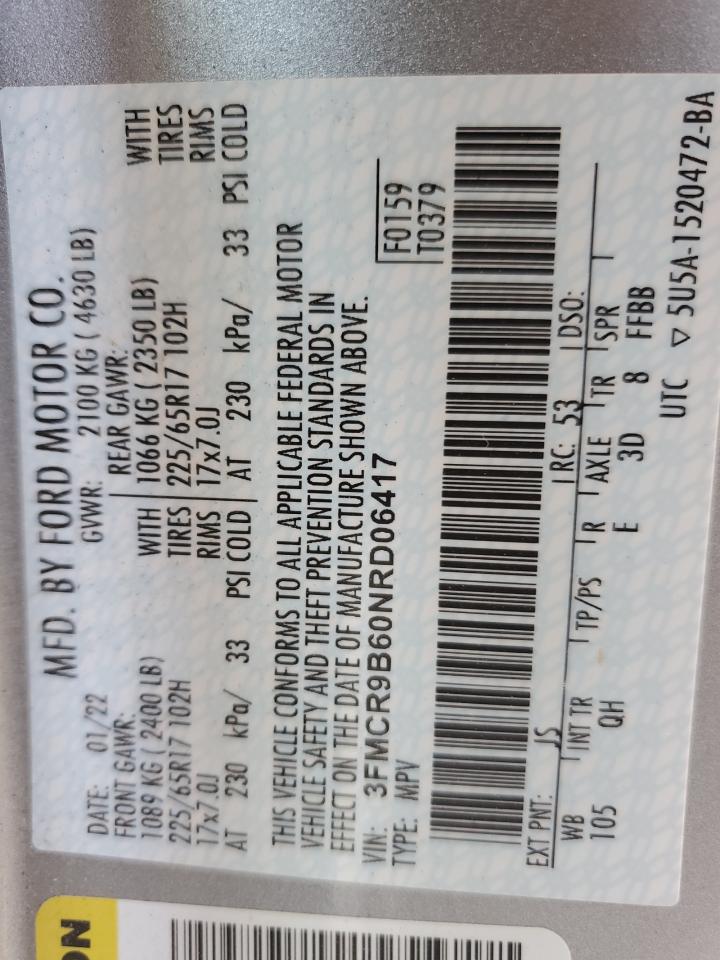 MFD. BY FORD MOTOR CO.
DATE: 01/22 GVWR: 2100 KG ( 4630 LB)
FRONT GAWR: REAR GAWR:
1089 KG ( 2400 LB) WITH 1066 KG ( 2350 LB) WITH
225/65R17 102H TIRES 225/65R17 102H TIRES
17x7.0J RIMS 17x7.0J RIMS
AT 230 kPa/ 33 PSI COLD AT 230 kPa/ 33 PSI COLD
THIS VEHICLE CONFORMS TO ALL APPLICABLE FEDERAL MOTOR
VEHICLE SAFETY AND THEFT PREVENTION STANDARDS IN
EFFECT ON THE DATE OF MANUFACTURE SHOWN ABOVE.
VIN: 3FMCR9B60NRD06417 F0159
TYPE: MPV T0379
EXT PNT: JS RC: 53 DSO:
WB INT TR TP/PS R AXLE TR SPR
105 QH E 3D 8 FFBB
UTC ▽ 5U5A-1520472-BA
ON